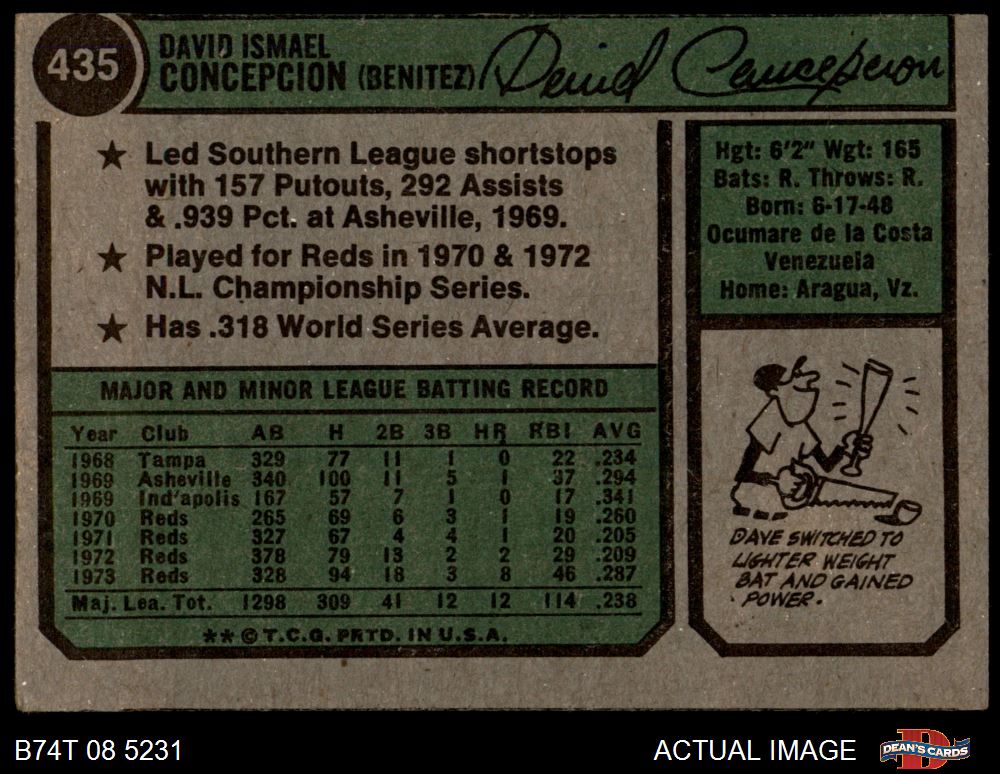 435
DAVID ISMAEL
CONCEPCION (BENITEZ)
David Concepcion
★ Led Southern League shortstops
with 157 Putouts, 292 Assists
& .939 Pct. at Asheville, 1969.
★ Played for Reds in 1970 & 1972
N.L. Championship Series.
★ Has .318 World Series Average.
Hgt: 6'2" Wgt: 165
Bats: R. Throws: R.
Born: 6-17-48
Ocumare de la Costa
Venezuela
Home: Aragua, Vz.
MAJOR AND MINOR LEAGUE BATTING RECORD
Year Club AB H 2B 3B HR RBI AVG
1968 Tampa 329 77 11 1 0 22 .234
1969 Asheville 340 100 11 5 1 37 .294
1969 Ind'apolis 167 57 7 1 0 17 .341
1970 Reds 265 69 6 3 1 19 .260
1971 Reds 327 67 4 4 1 20 .205
1972 Reds 378 79 13 2 2 29 .209
1973 Reds 328 94 18 3 8 46 .287
Maj. Lea. Tot. 1298 309 41 12 12 114 .238
** © T.C.G. PRTD. IN U.S.A.
DAVE SWITCHED TO
LIGHTER WEIGHT
BAT AND GAINED
POWER.
B74T 08 5231
ACTUAL IMAGE
DEAN'S CARDS